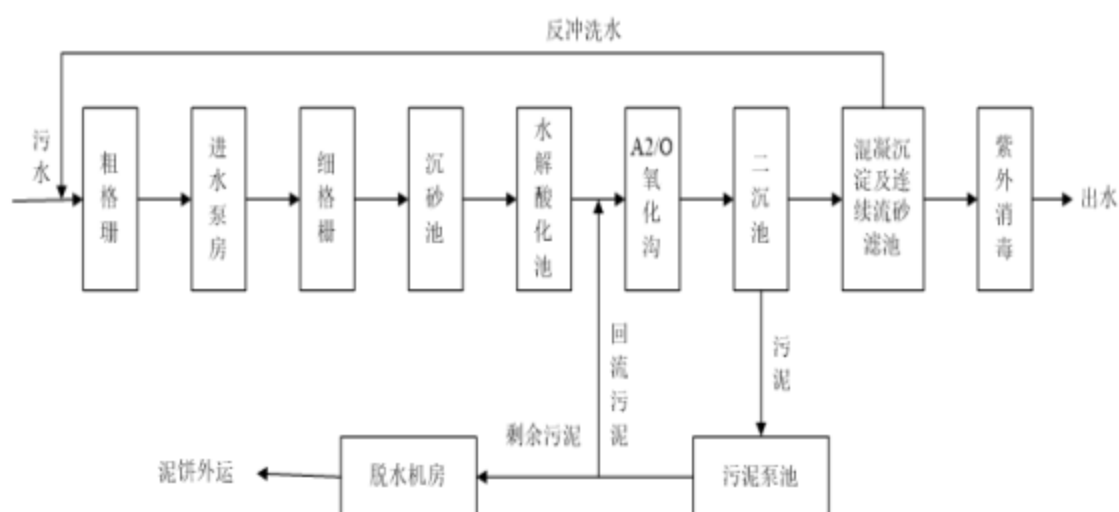 反冲洗水
污水
粗格珊
进水泵房
细格栅
沉砂池
水解酸化池
A2/O
氧化沟
二沉池
混凝沉
淀及连
续流砂
滤池
紫外消毒
出水
回流污泥
污泥
剩余污泥
泥饼外运
脱水机房
污泥泵池